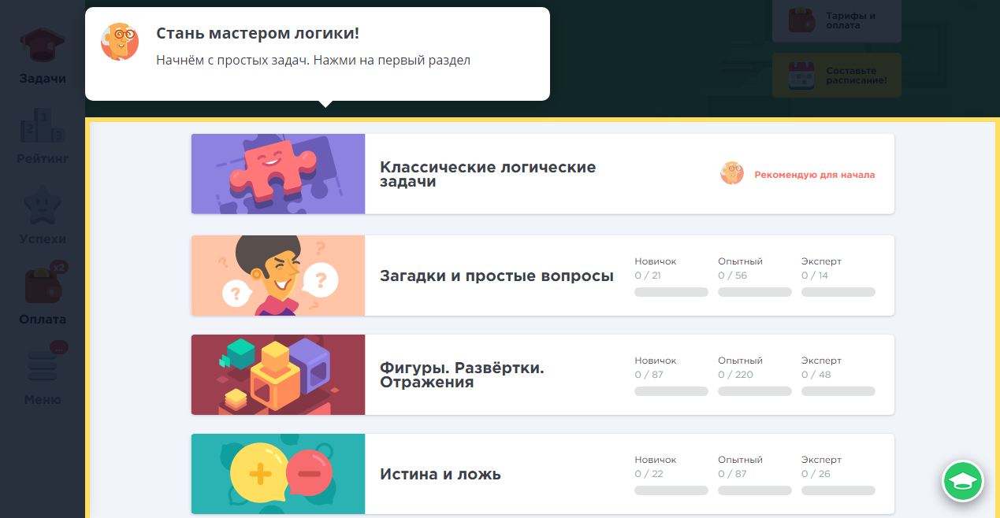 Задачи
Рейтинг
Успехи
x2
Оплата
...
Меню
Стань мастером логики!
Начнём с простых задач. Нажми на первый раздел
Тарифы и
оплата
Составьте
расписание!
Классические логические
задачи
Рекомендую для начала
Загадки и простые вопросы
Новичок
0 / 21
Опытный
0 / 56
Эксперт
0 / 14
Фигуры. Развёртки.
Отражения
Новичок
0 / 87
Опытный
0 / 220
Эксперт
0 / 48
Истина и ложь
Новичок
0 / 22
Опытный
0 / 87
Эксперт
0 / 26